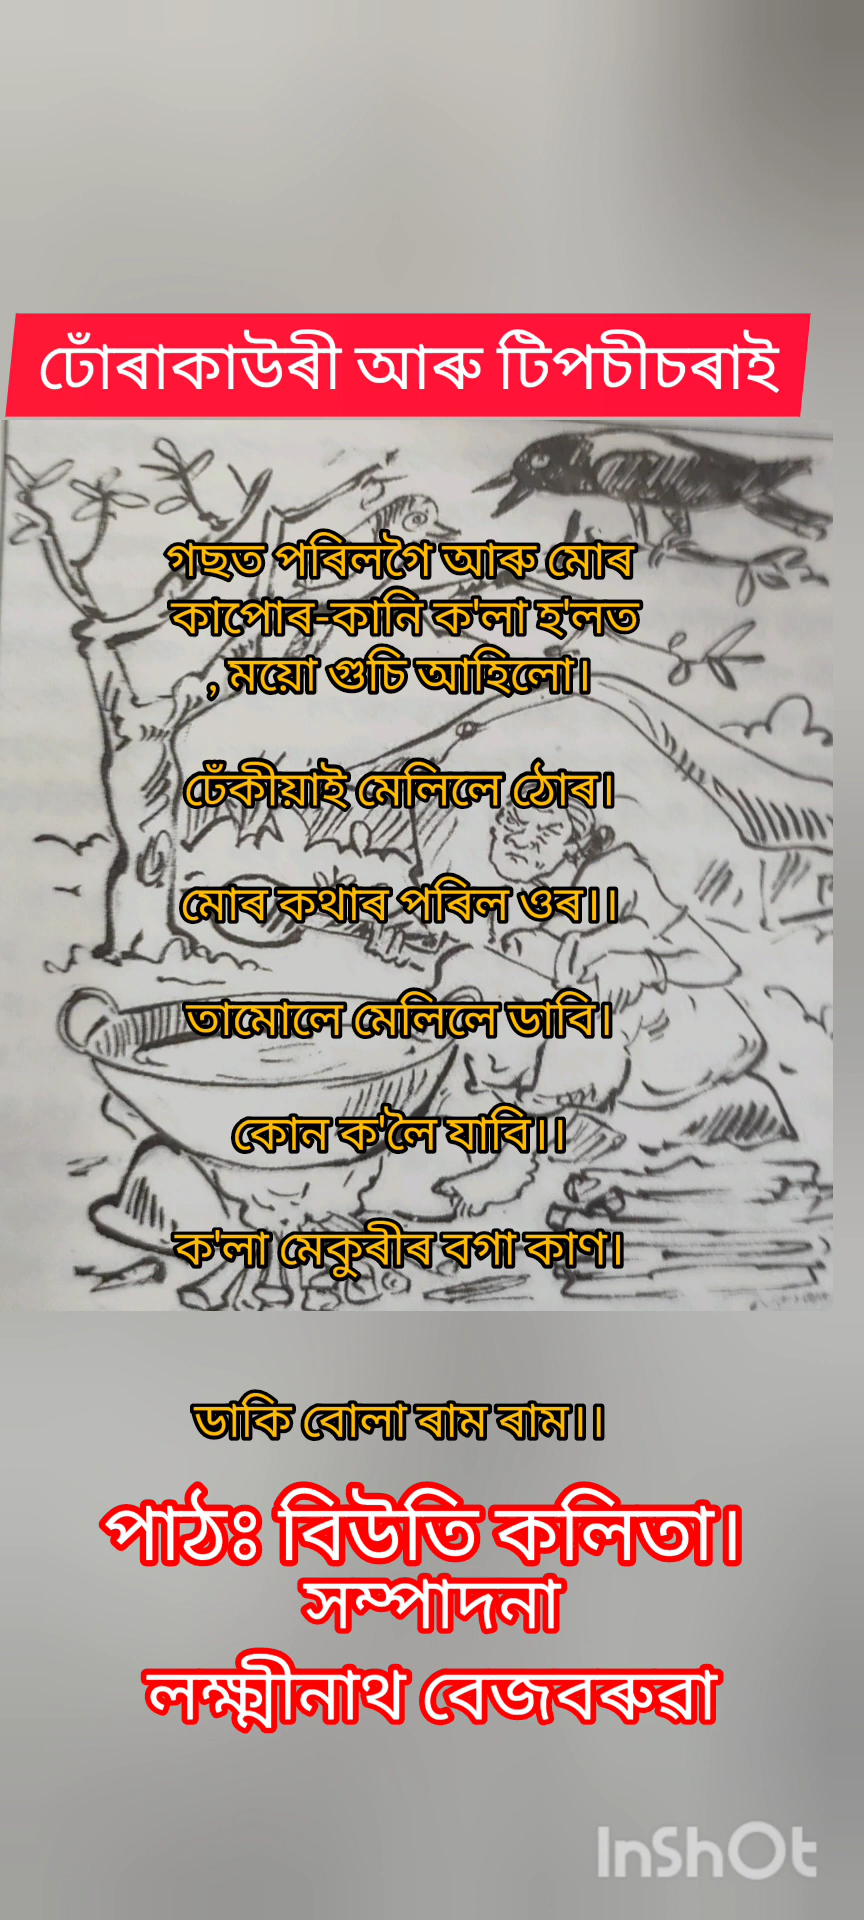 ঢোঁৰাকাউৰী আৰু টিপচীচৰাই
গছত পৰিলগৈ আৰু মোৰ
কাপোৰ-কানি ক'লা হ'লত
, ময়ো গুচি আহিলো।
ঢেঁকীয়াই মেলিলে ঠোৰ।
মোৰ কথাৰ পৰিল ওৰ।।
তামোলে মেলিলে ডাবি।
কোন ক'লৈ যাবি।।
ক'লা মেকুৰীৰ বগা কাণ।
ডাকি বোলা ৰাম ৰাম।।
পাঠঃ বিউতি কলিতা।
সম্পাদনা
লক্ষ্মীনাথ বেজবৰুৱা
InShOt